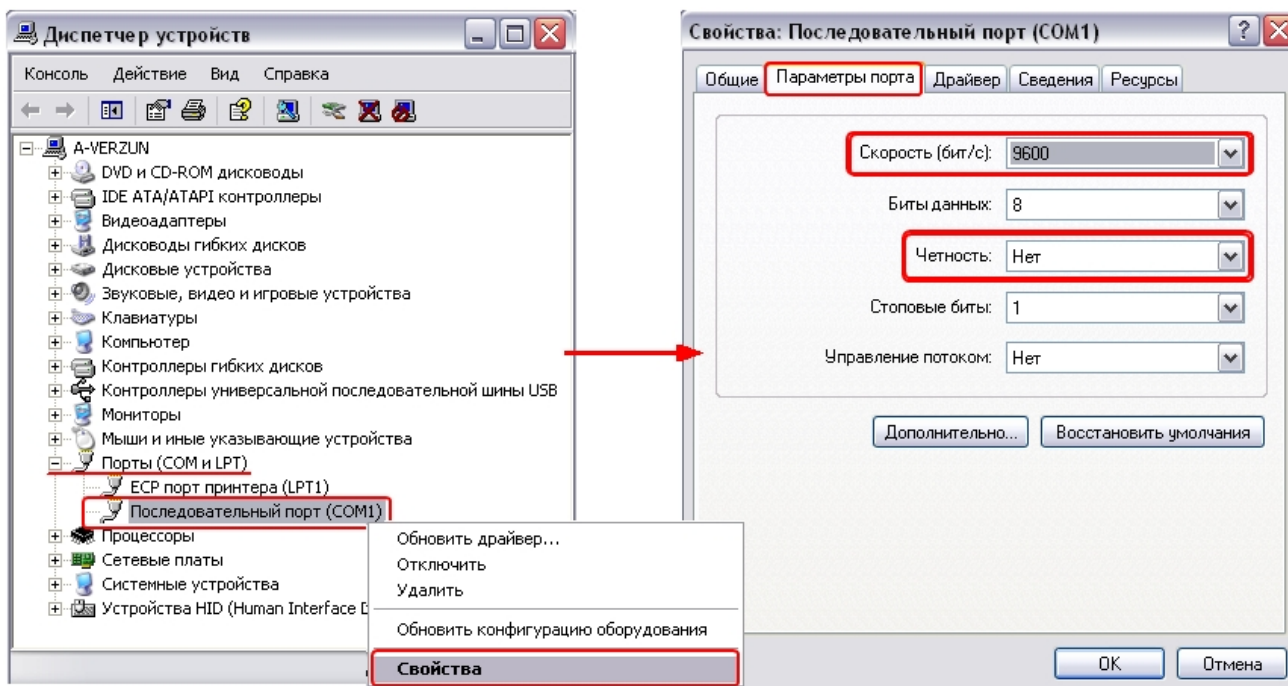 Диспетчер устройств
Консоль Действие Вид Справка
A-VERZUN
DVD и CD-ROM дисководы
IDE ATA/ATAPI контроллеры
Видеоадаптеры
Дисководы гибких дисков
Дисковые устройства
Звуковые, видео и игровые устройства
Клавиатуры
Компьютер
Контроллеры гибких дисков
Контроллеры универсальной последовательной шины USB
Мониторы
Мыши и иные указывающие устройства
Порты (COM и LPT)
ECP порт принтера (LPT1)
Последовательный порт (COM1)
Процессоры
Сетевые платы
Системные устройства
Устройства HID (Human Interface D
Обновить драйвер...
Отключить
Удалить
Обновить конфигурацию оборудования
Свойства
Свойства: Последовательный порт (COM1)
Общие Параметры порта Драйвер Сведения Ресурсы
Скорость (бит/с): 9600
Биты данных: 8
Четность: Нет
Стоповые биты: 1
Управление потоком: Нет
Дополнительно... Восстановить умолчания
OK Отмена